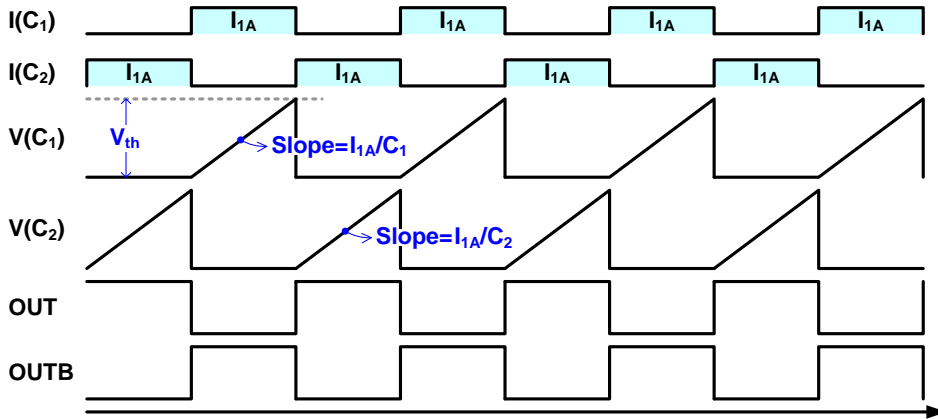 I(C₁) I₁A I₁A I₁A I₁A
I(C₂) I₁A I₁A I₁A I₁A
V(C₁) Vth Slope=I₁A/C₁
V(C₂) Slope=I₁A/C₂
OUT
OUTB